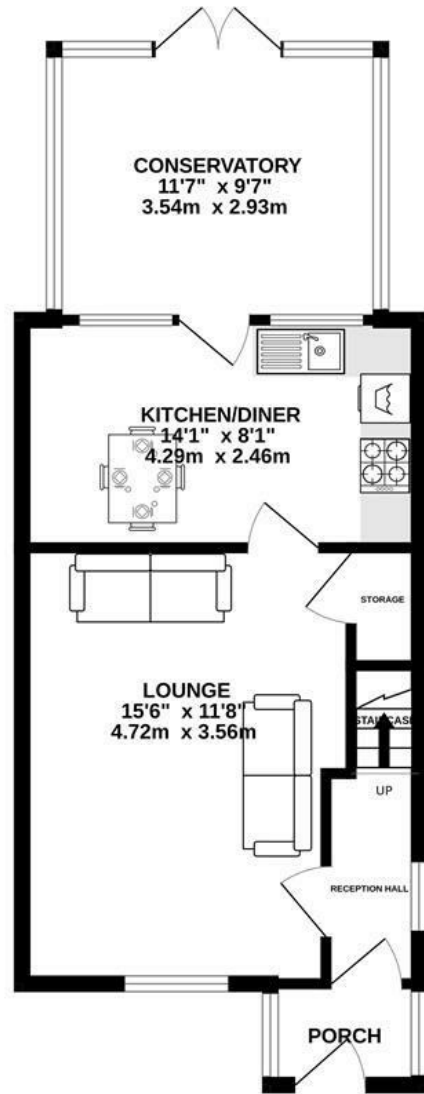 CONSERVATORY
11'7" x 9'7"
3.54m x 2.93m
KITCHEN/DINER
14'1" x 8'1"
4.29m x 2.46m
STORAGE
LOUNGE
15'6" x 11'8"
4.72m x 3.56m
STAIRCASE
UP
RECEPTION HALL
PORCH